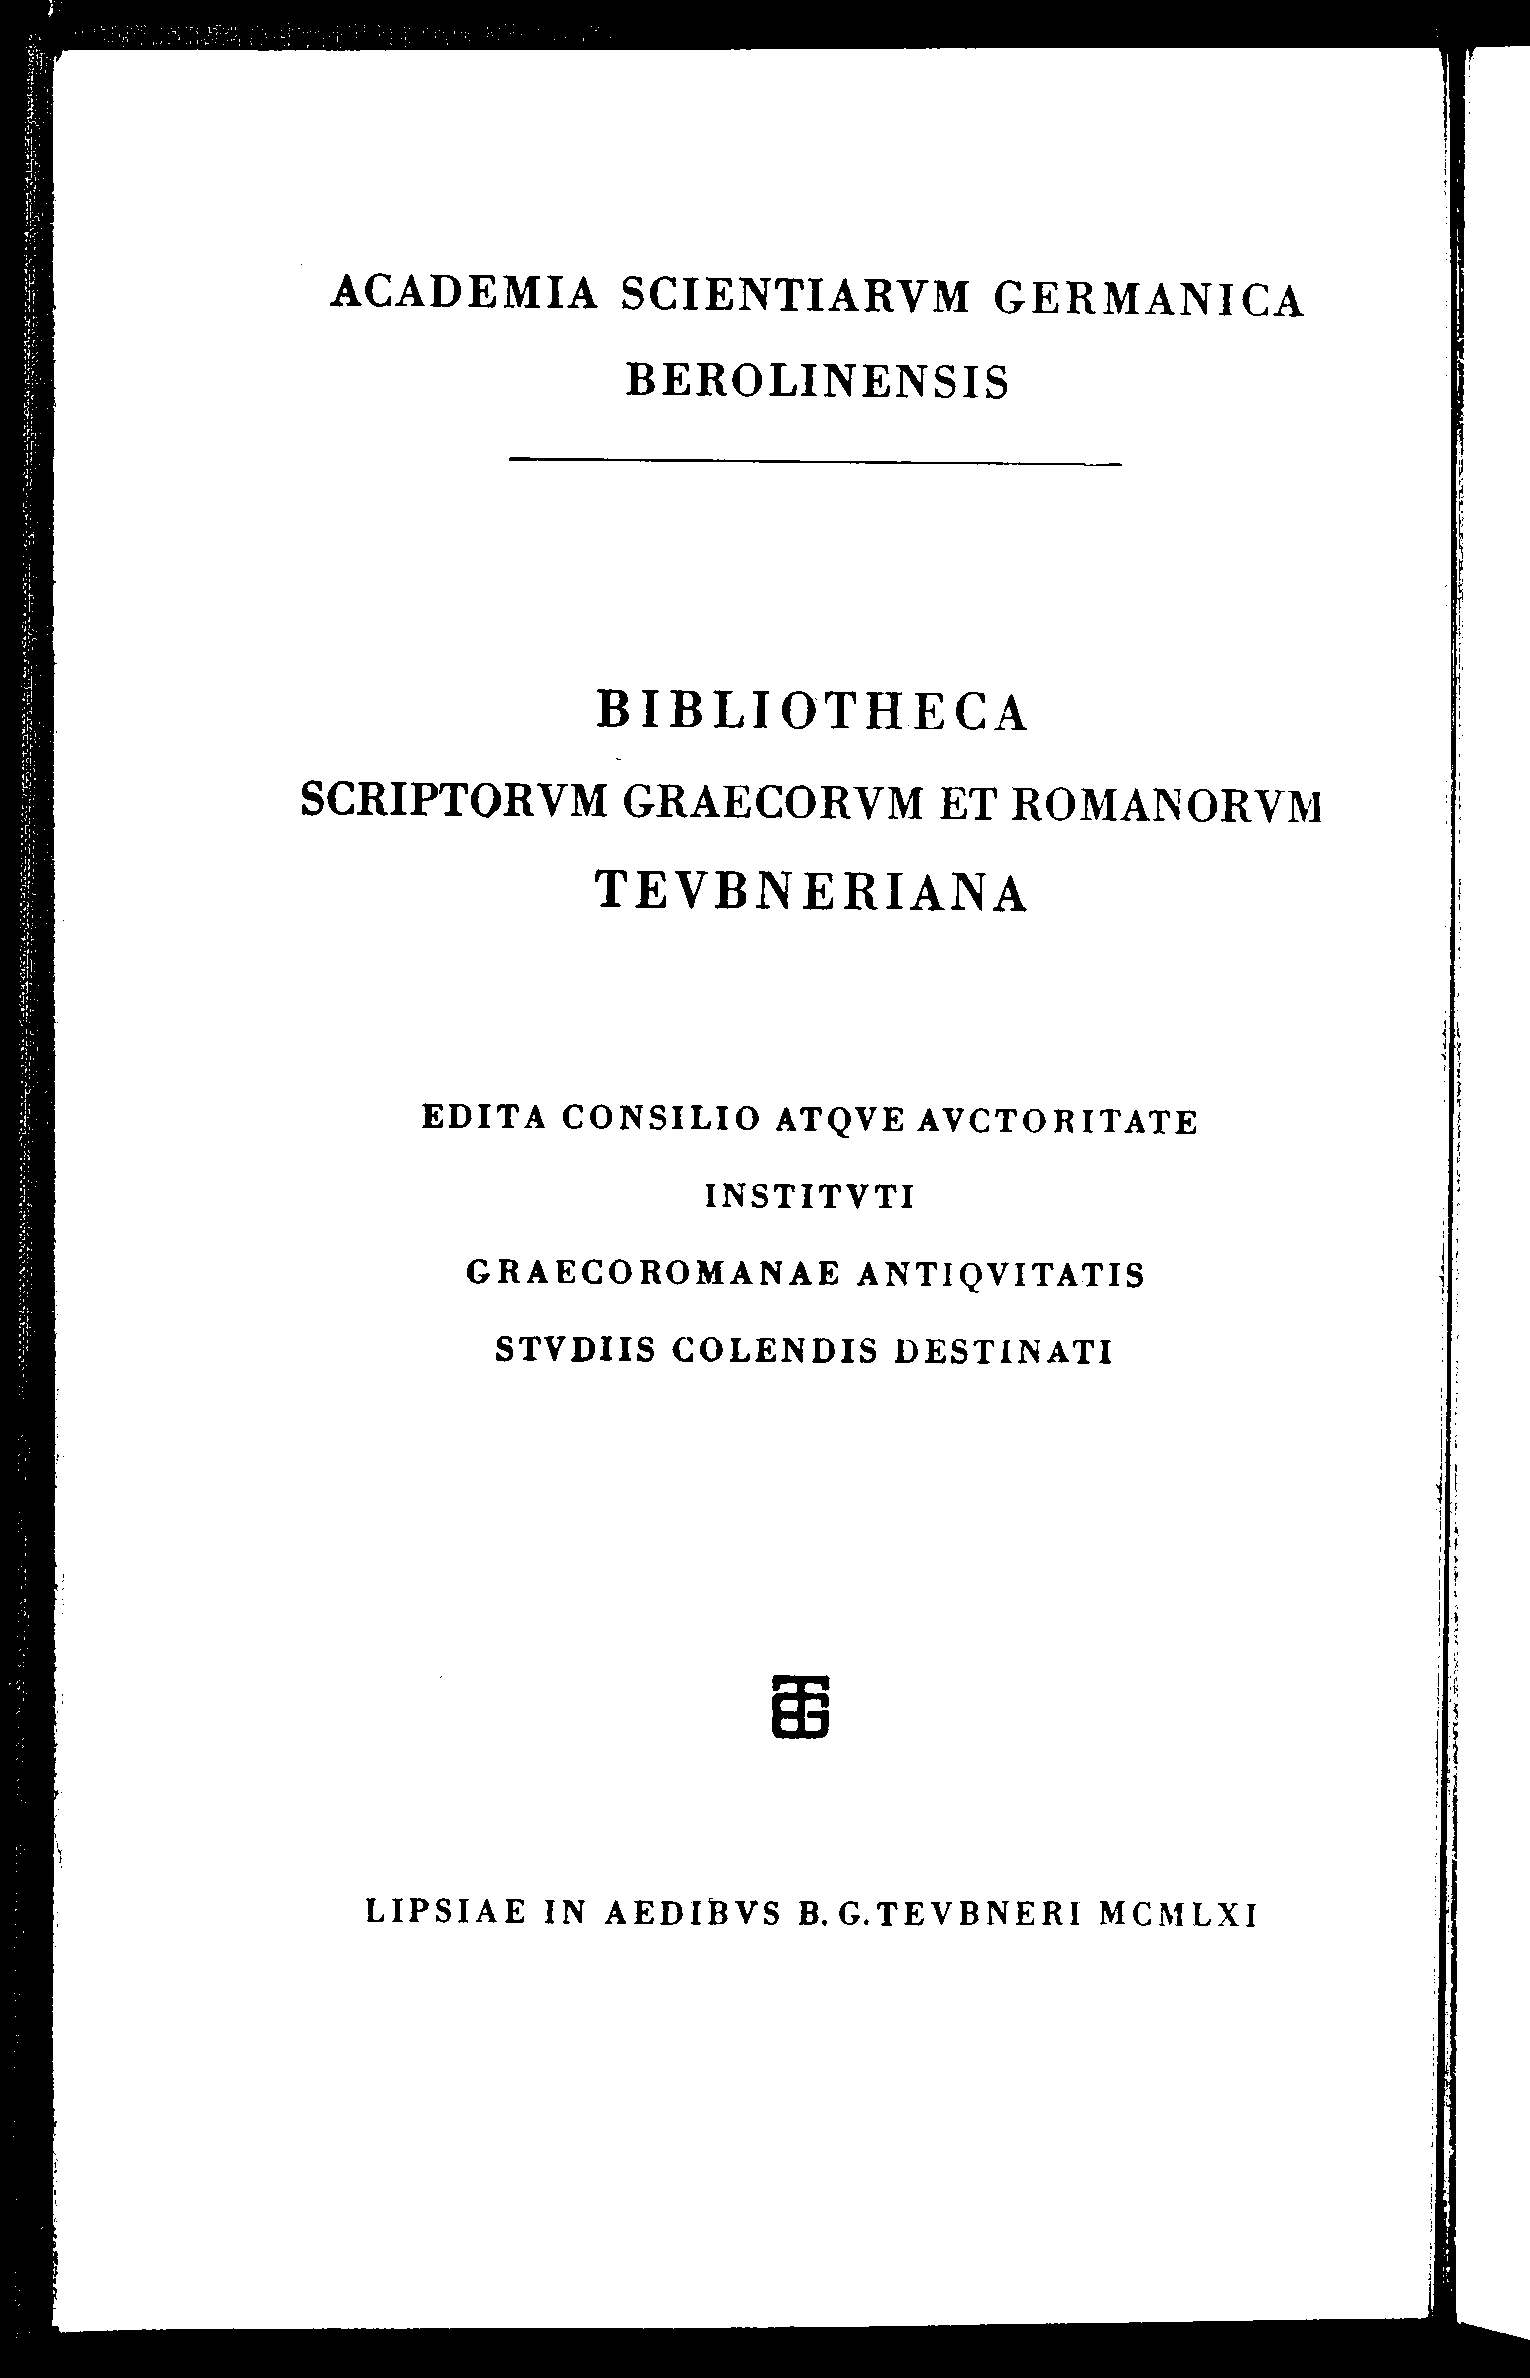 ACADEMIA SCIENTIARVM GERMANICA
BEROLINENSIS
BIBLIOTHECA
SCRIPTORVM GRAECORVM ET ROMANORVM
TEVBNERIANA
EDITA CONSILIO ATQVE AVCTORITATE
INSTITVTI
GRAECOROMANAE ANTIQVITATIS
STVDIIS COLENDIS DESTINATI
LIPSIAE IN AEDIBVS B. G. TEVBNERI MCMLXI